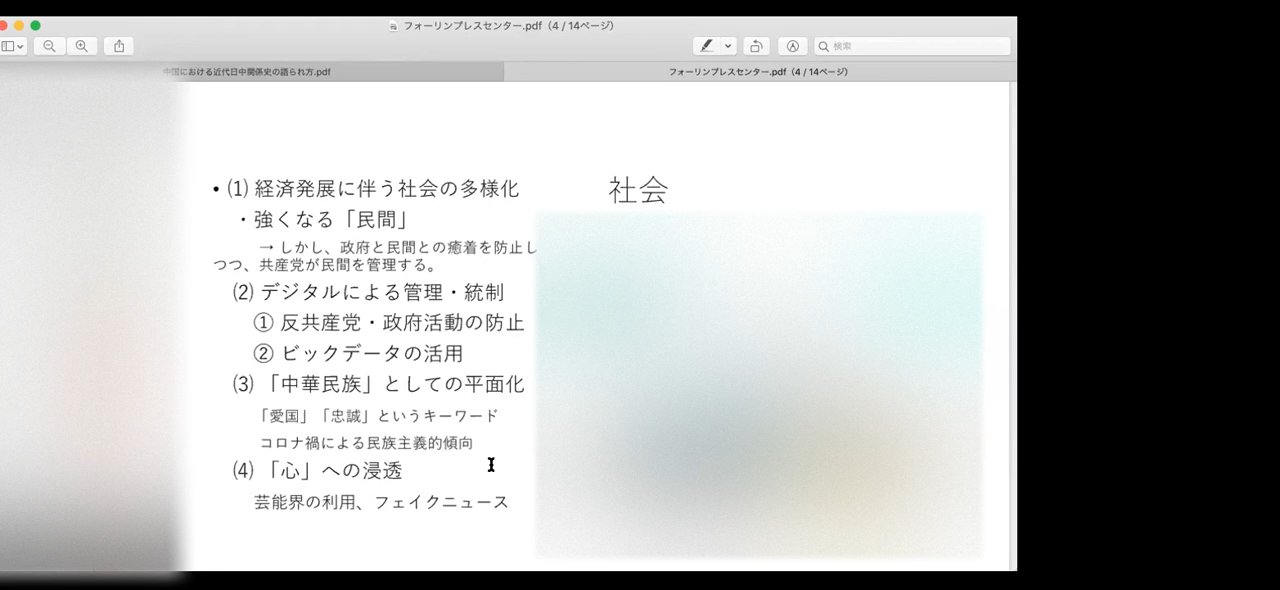 フォーリンプレスセンター.pdf（4 / 14ページ）
検索
中国における近代日中関係史の語られ方.pdf
フォーリンプレスセンター.pdf（4 / 14ページ）
社会
• (1) 経済発展に伴う社会の多様化
・強くなる「民間」
→ しかし、政府と民間との癒着を防止し
つつ、共産党が民間を管理する。
(2) デジタルによる管理・統制
① 反共産党・政府活動の防止
② ビックデータの活用
(3) 「中華民族」としての平面化
「愛国」「忠誠」というキーワード
コロナ禍による民族主義的傾向
(4) 「心」への浸透
芸能界の利用、フェイクニュース